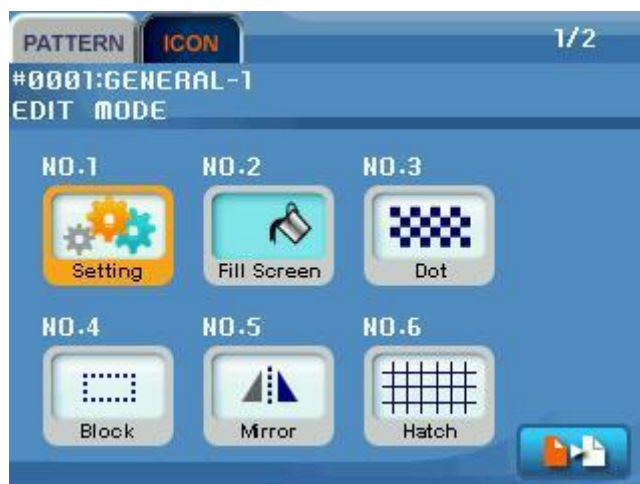 PATTERN ICON 1/2
#0001:GENERAL-1
EDIT MODE
NO.1 NO.2 NO.3
Setting Fill Screen Dot
NO.4 NO.5 NO.6
Block Mirror Hatch